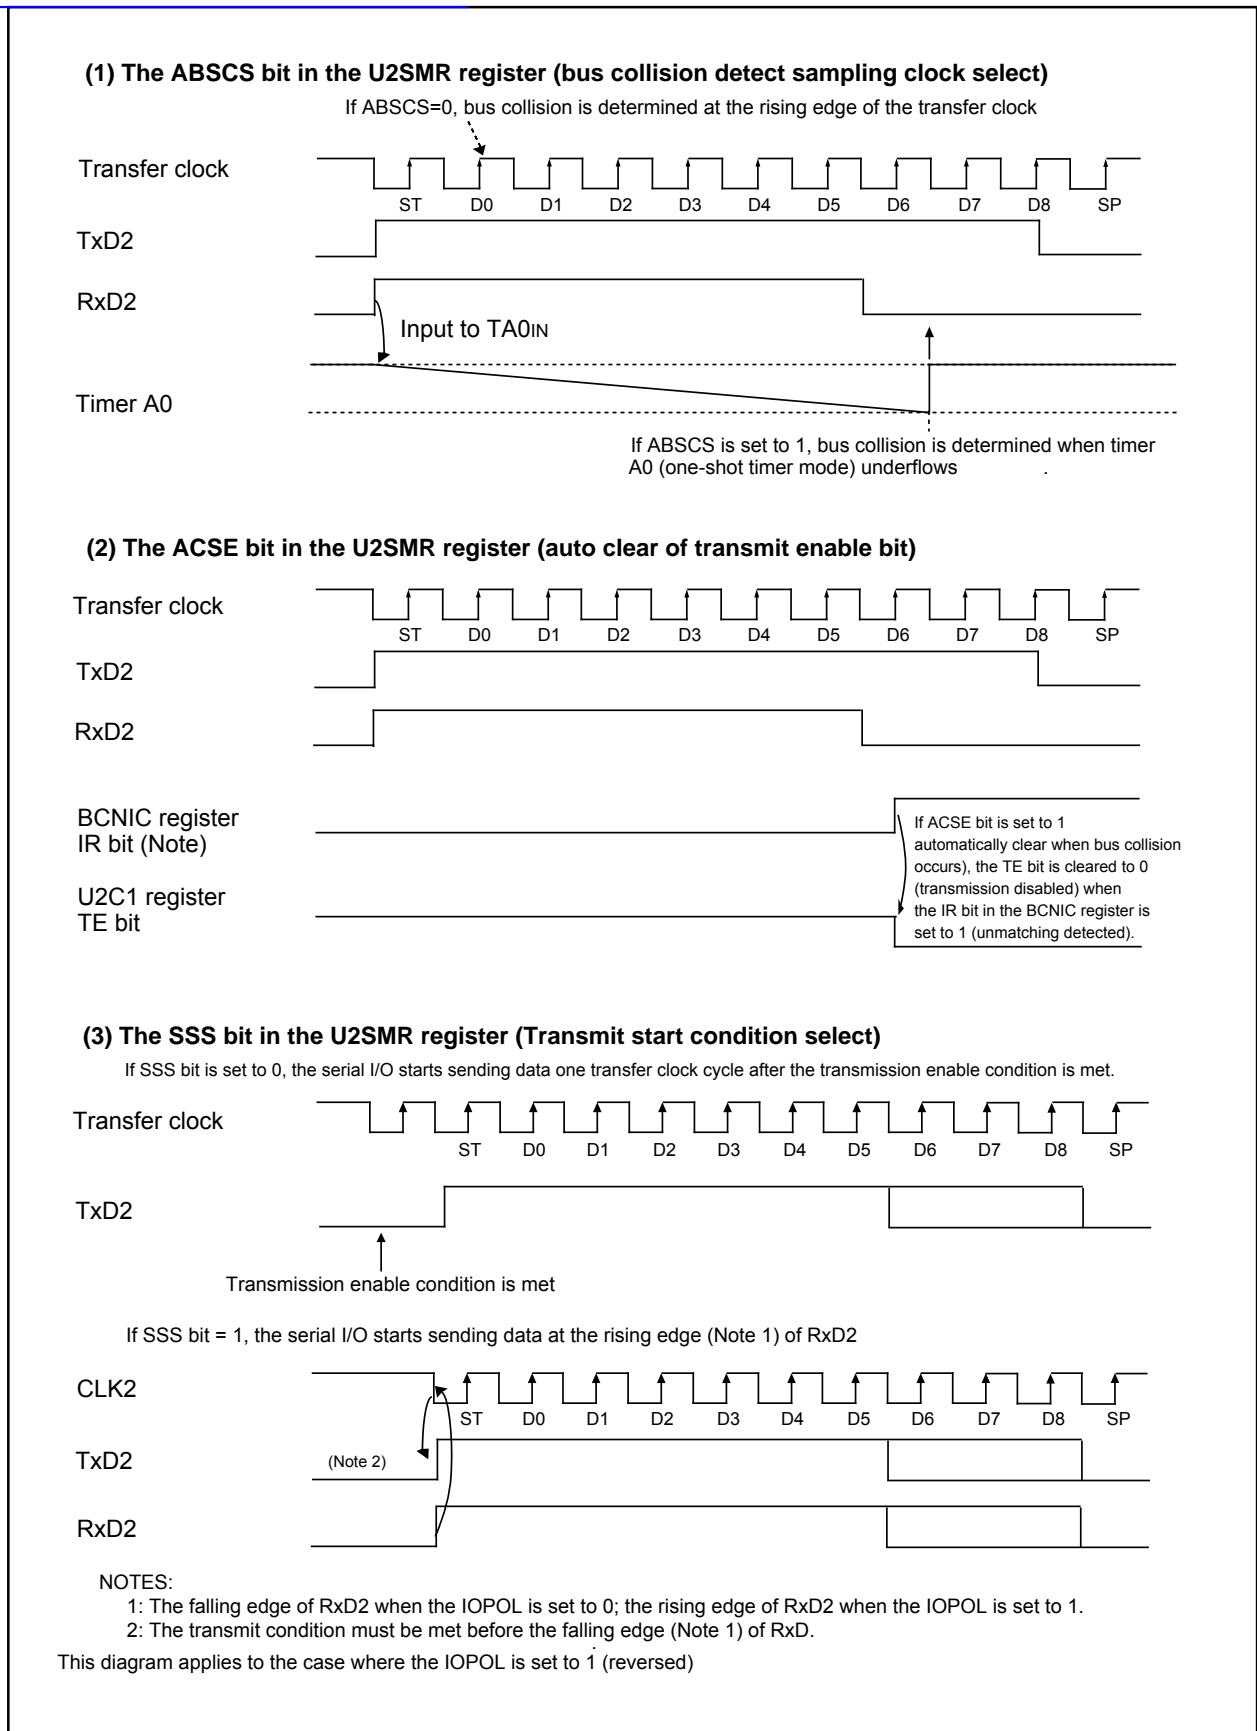 (1) The ABSCS bit in the U2SMR register (bus collision detect sampling clock select)
If ABSCS=0, bus collision is determined at the rising edge of the transfer clock
Transfer clock
ST D0 D1 D2 D3 D4 D5 D6 D7 D8 SP
TxD2
RxD2
Input to TA0IN
Timer A0
If ABSCS is set to 1, bus collision is determined when timer
A0 (one-shot timer mode) underflows .
(2) The ACSE bit in the U2SMR register (auto clear of transmit enable bit)
Transfer clock
ST D0 D1 D2 D3 D4 D5 D6 D7 D8 SP
TxD2
RxD2
BCNIC register
IR bit (Note)
U2C1 register
TE bit
If ACSE bit is set to 1
automatically clear when bus collision
occurs), the TE bit is cleared to 0
(transmission disabled) when
the IR bit in the BCNIC register is
set to 1 (unmatching detected).
(3) The SSS bit in the U2SMR register (Transmit start condition select)
If SSS bit is set to 0, the serial I/O starts sending data one transfer clock cycle after the transmission enable condition is met.
Transfer clock
ST D0 D1 D2 D3 D4 D5 D6 D7 D8 SP
TxD2
Transmission enable condition is met
If SSS bit = 1, the serial I/O starts sending data at the rising edge (Note 1) of RxD2
CLK2
ST D0 D1 D2 D3 D4 D5 D6 D7 D8 SP
TxD2
(Note 2)
RxD2
NOTES:
1: The falling edge of RxD2 when the IOPOL is set to 0; the rising edge of RxD2 when the IOPOL is set to 1.
2: The transmit condition must be met before the falling edge (Note 1) of RxD.
.
This diagram applies to the case where the IOPOL is set to 1 (reversed)